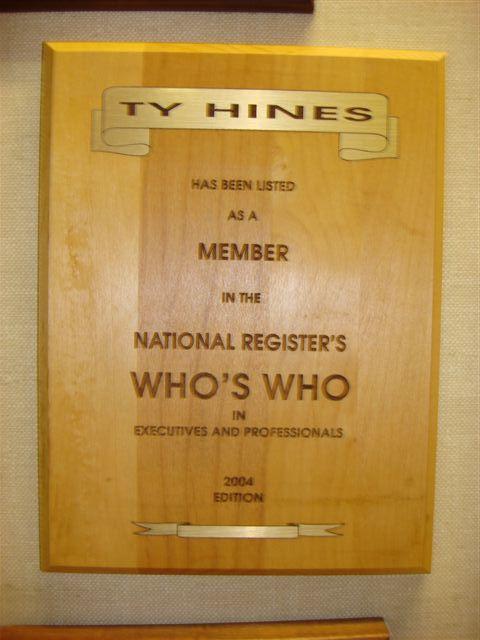 TY HINES
HAS BEEN LISTED
AS A
MEMBER
IN THE
NATIONAL REGISTER'S
WHO'S WHO
IN
EXECUTIVES AND PROFESSIONALS
2004
EDITION